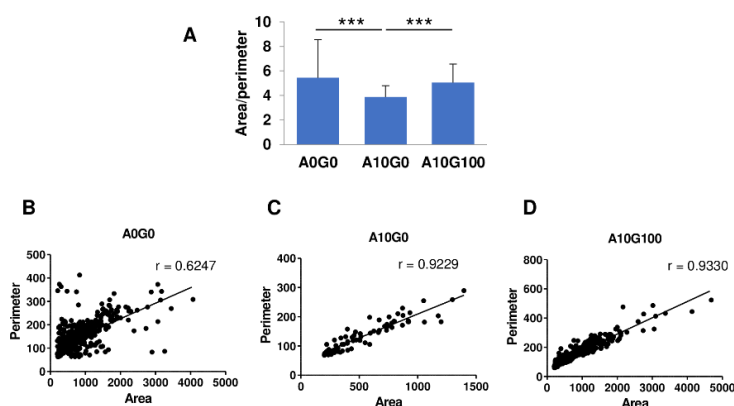 A
*** ***
Area/perimeter
10
8
6
4
2
0
A0G0 A10G0 A10G100
B
A0G0
r = 0.6247
Perimeter
500
400
300
200
100
0
0 1000 2000 3000 4000 5000
Area
C
A10G0
r = 0.9229
Perimeter
400
300
200
100
0
0 500 1000 1500
Area
D
A10G100
r = 0.9330
Perimeter
800
600
400
200
0
0 1000 2000 3000 4000 5000
Area